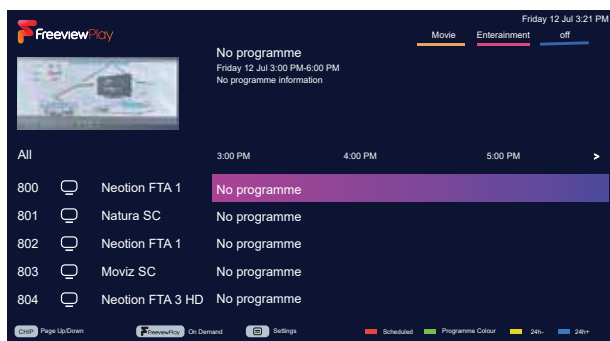 Friday 12 Jul 3:21 PM
FreeviewPlay
Movie Enterainment off
No programme
Friday 12 Jul 3:00 PM-6:00 PM
No programme information
All 3:00 PM 4:00 PM 5:00 PM >
800 Neotion FTA 1 No programme
801 Natura SC No programme
802 Neotion FTA 1 No programme
803 Moviz SC No programme
804 Neotion FTA 3 HD No programme
CH/P Page Up/Down FreeviewPlay On Demand Settings Scheduled Programme Colour 24h- 24h+